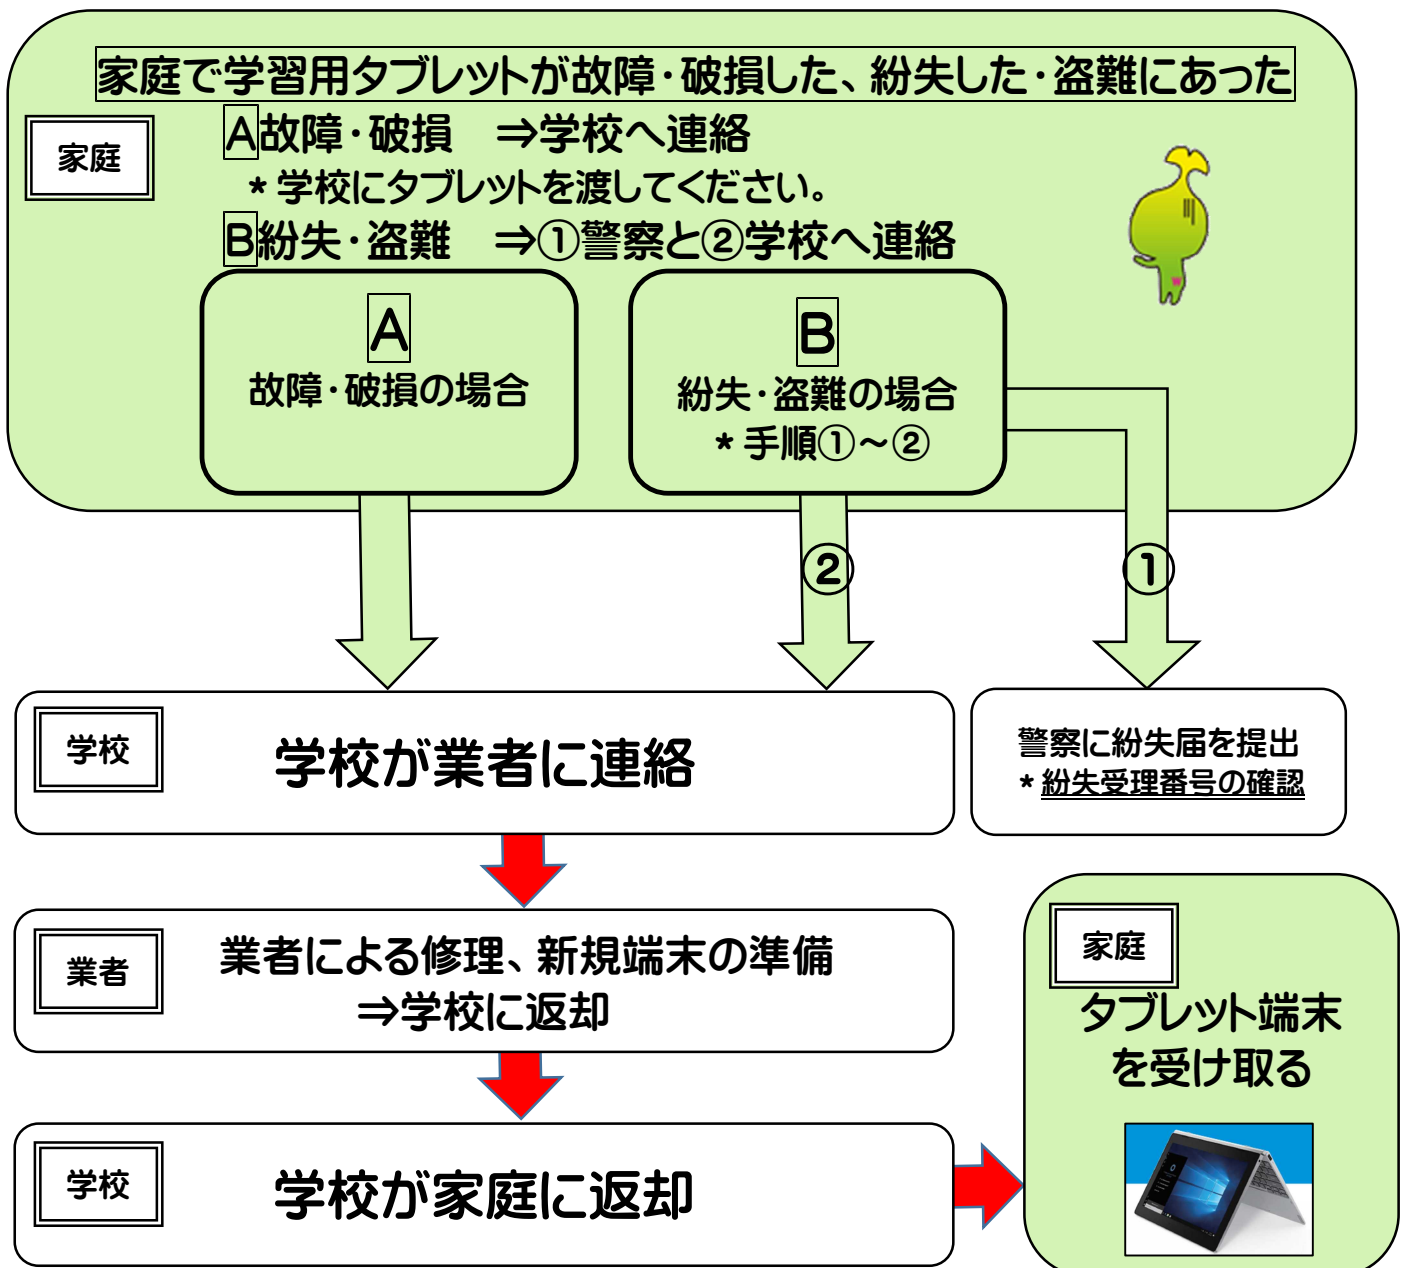 家庭で学習用タブレットが故障・破損した、紛失した・盗難にあった
家庭
A故障・破損　⇒学校へ連絡
*学校にタブレットを渡してください。
B紛失・盗難　⇒①警察と②学校へ連絡
A
故障・破損の場合
B
紛失・盗難の場合
*手順①～②
②
①
学校
学校が業者に連絡
警察に紛失届を提出
*紛失受理番号の確認
業者
業者による修理、新規端末の準備
⇒学校に返却
家庭
タブレット端末
を受け取る
学校
学校が家庭に返却